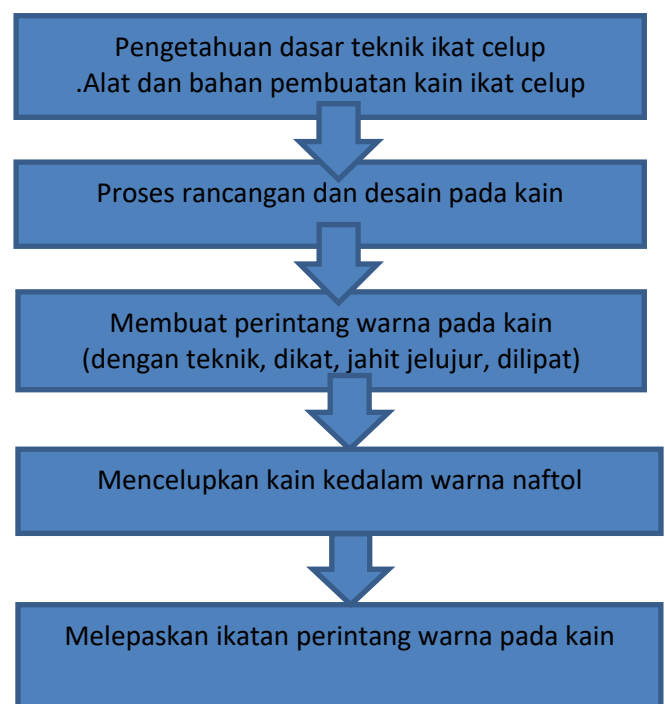 Pengetahuan dasar teknik ikat celup
.Alat dan bahan pembuatan kain ikat celup
Proses rancangan dan desain pada kain
Membuat perintang warna pada kain
(dengan teknik, dikat, jahit jelujur, dilipat)
Mencelupkan kain kedalam warna naftol
Melepaskan ikatan perintang warna pada kain